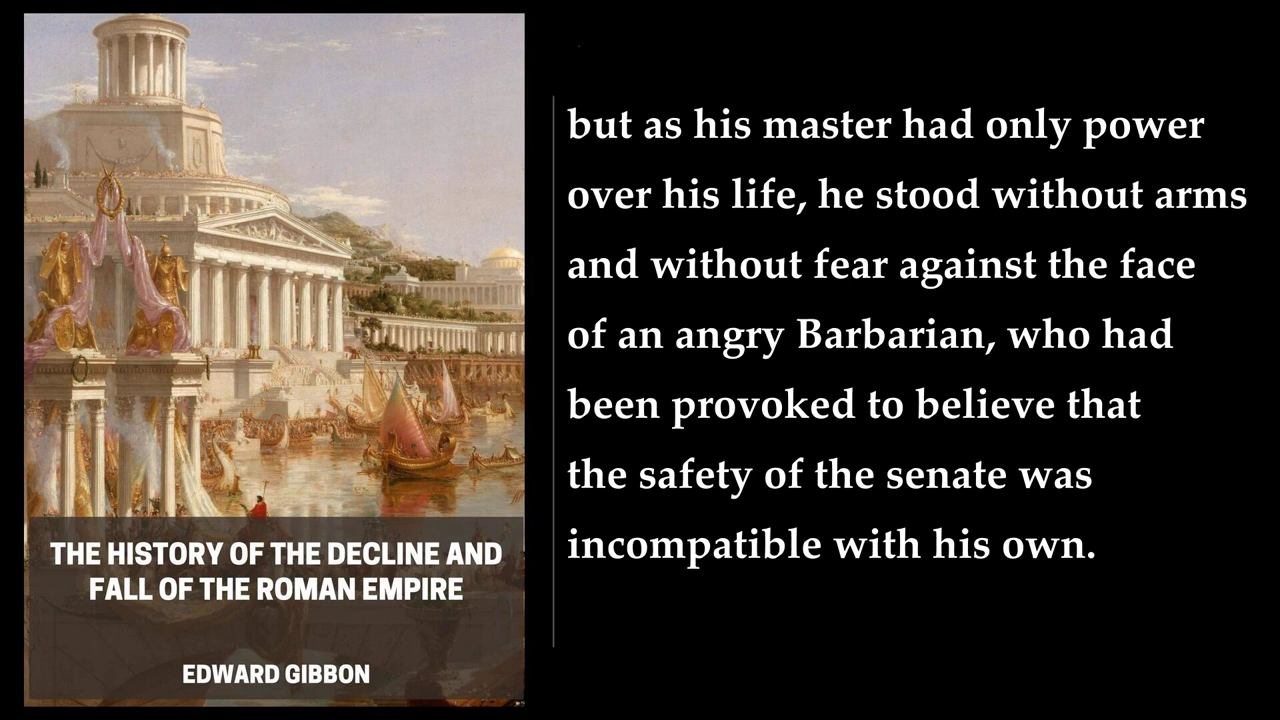 THE HISTORY OF THE DECLINE AND
FALL OF THE ROMAN EMPIRE
EDWARD GIBBON
but as his master had only power
over his life, he stood without arms
and without fear against the face
of an angry Barbarian, who had
been provoked to believe that
the safety of the senate was
incompatible with his own.